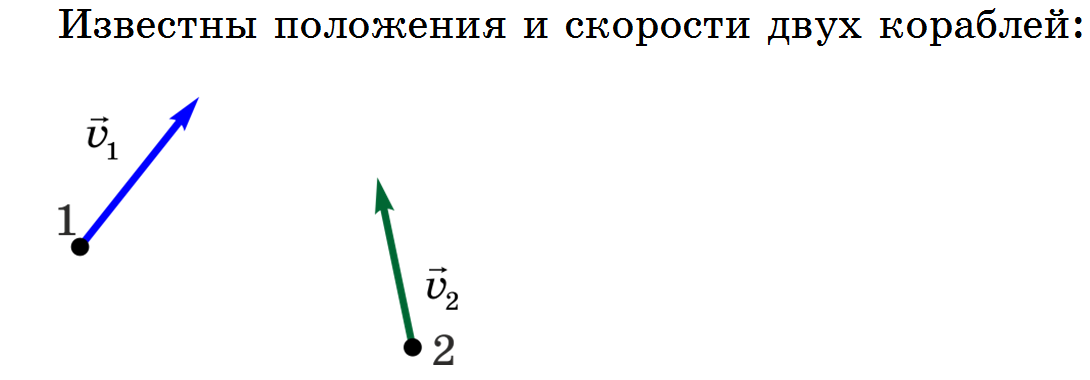 Известны положения и скорости двух кораблей:
v⃗₁
1
v⃗₂
2